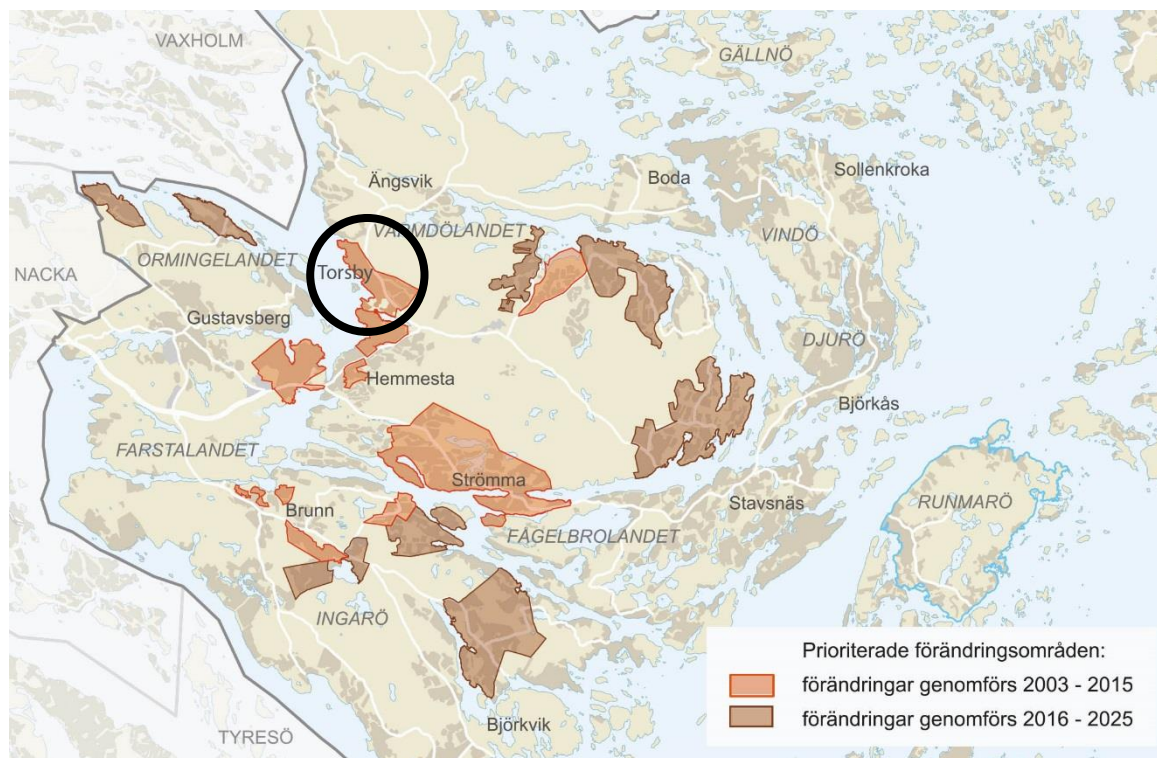 VAXHOLM
GÄLLNÖ
Ängsvik
Boda
Sollenkroka
VÄRMDÖLANDET
VINDÖ
ORMINGELANDET
NACKA
Torsby
Gustavsberg
DJURÖ
Hemmesta
Björkås
FARSTALANDET
Strömma
Brunn
Stavsnäs
RUNMARÖ
FÅGELBROLANDET
INGARÖ
Björkvik
TYRESÖ
Prioriterade förändringsområden:
förändringar genomförs 2003 - 2015
förändringar genomförs 2016 - 2025